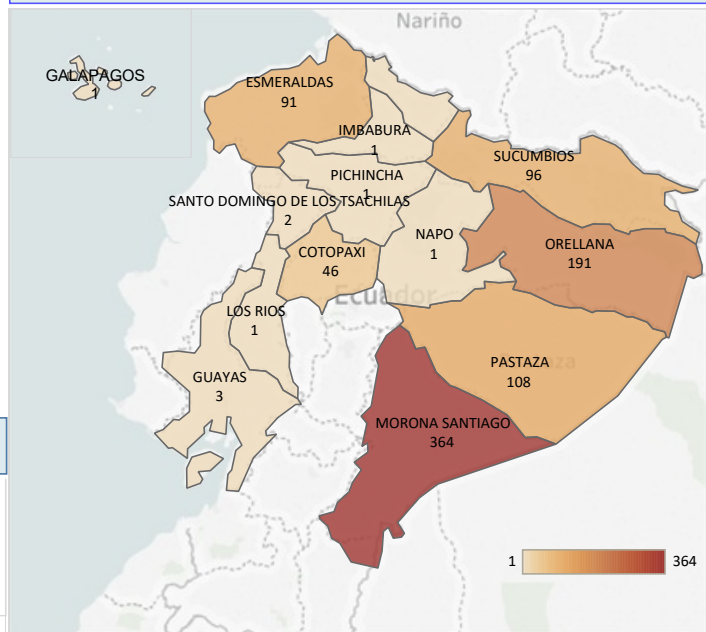 Nariño
GALAPAGOS
1
ESMERALDAS
91
IMBABURA
1
SUCUMBIOS
96
PICHINCHA
1
SANTO DOMINGO DE LOS TSACHILAS
2
NAPO
1
ORELLANA
191
COTOPAXI
46
Ecuador
LOS RIOS
1
PASTAZA
108
GUAYAS
3
MORONA SANTIAGO
364
1
364